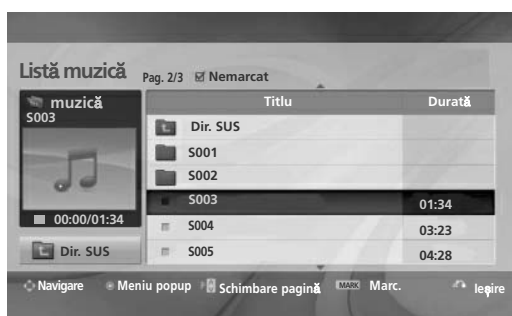 Listă muzică Pag. 2/3 Nemarcat
muzică
S003
00:00/01:34
Dir. SUS
Titlu Durată
Dir. SUS
S001
S002
S003 01:34
S004 03:23
S005 04:28
Navigare Meniu popup Schimbare pagină MARK Marc. Ieşire